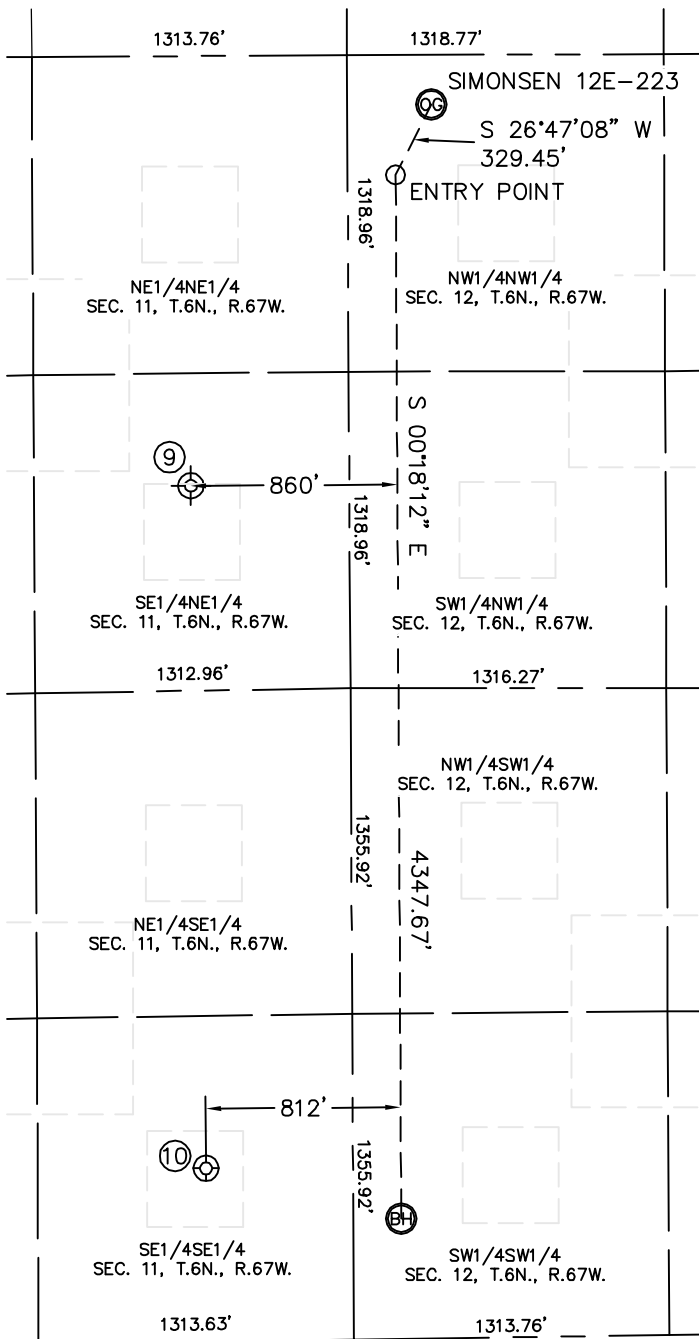 1313.76'
1318.77'
SIMONSEN 12E-223
OG
S 26°47'08" W
329.45'
ENTRY POINT
1318.96'
NE1/4NE1/4
SEC. 11, T.6N., R.67W.
NW1/4NW1/4
SEC. 12, T.6N., R.67W.
S 00°18'12" E
9
860'
1318.96'
SE1/4NE1/4
SEC. 11, T.6N., R.67W.
SW1/4NW1/4
SEC. 12, T.6N., R.67W.
1312.96'
1316.27'
NW1/4SW1/4
SEC. 12, T.6N., R.67W.
1355.92'
4347.67'
NE1/4SE1/4
SEC. 11, T.6N., R.67W.
812'
10
1355.92'
BH
SE1/4SE1/4
SEC. 11, T.6N., R.67W.
SW1/4SW1/4
SEC. 12, T.6N., R.67W.
1313.63'
1313.76'